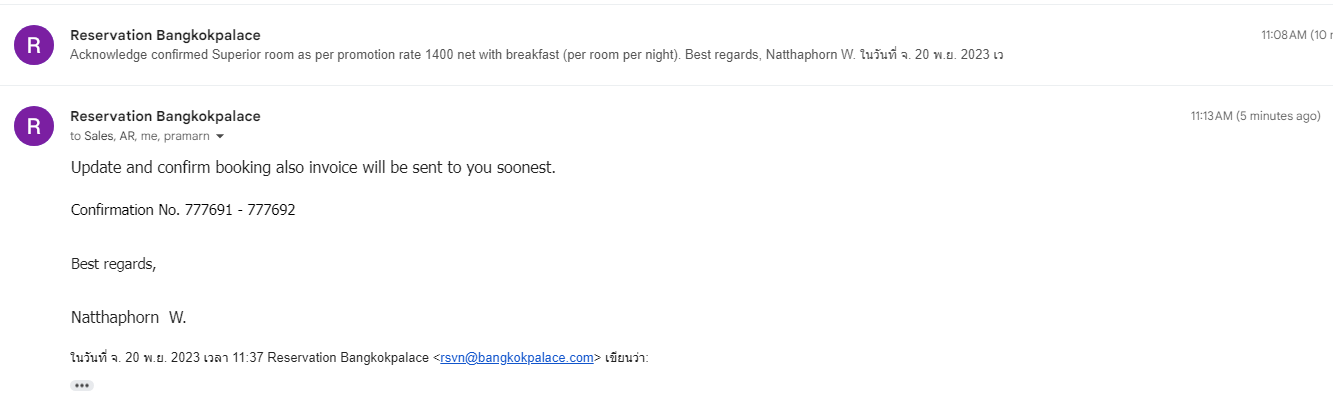 R
Reservation Bangkokpalace
11:08 AM (10
Acknowledge confirmed Superior room as per promotion rate 1400 net with breakfast (per room per night). Best regards, Natthaphorn W. ในวันที่ จ. 20 พ.ย. 2023 เว
R
Reservation Bangkokpalace
11:13 AM (5 minutes ago)
to Sales, AR, me, pramarn
Update and confirm booking also invoice will be sent to you soonest.
Confirmation No. 777691 - 777692
Best regards,
Natthaphorn  W.
ในวันที่ จ. 20 พ.ย. 2023 เวลา 11:37 Reservation Bangkokpalace <rsvn@bangkokpalace.com> เขียนว่า: